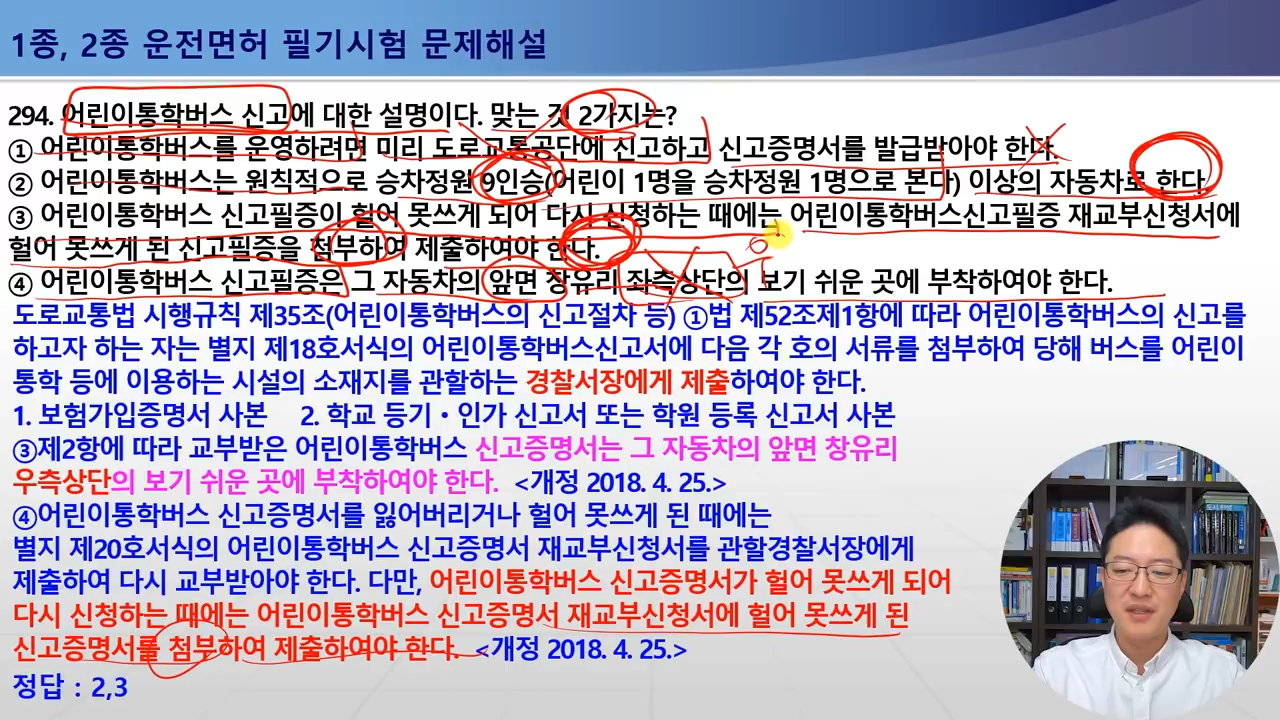 1종, 2종 운전면허 필기시험 문제해설
294. 어린이통학버스 신고에 대한 설명이다. 맞는 것 2가지는?
① 어린이통학버스를 운영하려면 미리 도로교통공단에 신고하고 신고증명서를 발급받아야 한다.
② 어린이통학버스는 원칙적으로 승차정원 9인승(어린이 1명을 승차정원 1명으로 본다) 이상의 자동차로 한다.
③ 어린이통학버스 신고필증이 헐어 못쓰게 되어 다시 신청하는 때에는 어린이통학버스신고필증 재교부신청서에
헐어 못쓰게 된 신고필증을 첨부하여 제출하여야 한다.
④ 어린이통학버스 신고필증은 그 자동차의 앞면 창유리 좌측상단의 보기 쉬운 곳에 부착하여야 한다.
도로교통법 시행규칙 제35조(어린이통학버스의 신고절차 등) ①법 제52조제1항에 따라 어린이통학버스의 신고를
하고자 하는 자는 별지 제18호서식의 어린이통학버스신고서에 다음 각 호의 서류를 첨부하여 당해 버스를 어린이
통학 등에 이용하는 시설의 소재지를 관할하는 경찰서장에게 제출하여야 한다.
1. 보험가입증명서 사본 2. 학교 등기・인가 신고서 또는 학원 등록 신고서 사본
③제2항에 따라 교부받은 어린이통학버스 신고증명서는 그 자동차의 앞면 창유리
우측상단의 보기 쉬운 곳에 부착하여야 한다. <개정 2018. 4. 25.>
④어린이통학버스 신고증명서를 잃어버리거나 헐어 못쓰게 된 때에는
별지 제20호서식의 어린이통학버스 신고증명서 재교부신청서를 관할경찰서장에게
제출하여 다시 교부받아야 한다. 다만, 어린이통학버스 신고증명서가 헐어 못쓰게 되어
다시 신청하는 때에는 어린이통학버스 신고증명서 재교부신청서에 헐어 못쓰게 된
신고증명서를 첨부하여 제출하여야 한다. <개정 2018. 4. 25.>
정답 : 2,3